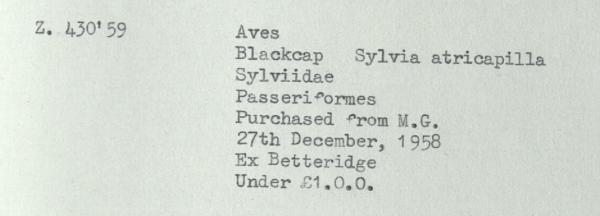 Z. 430'59
Aves
Blackcap Sylvia atricapilla
Sylviidae
Passeriformes
Purchased from M.G.
27th December, 1958
Ex Betteridge
Under £1.0.0.